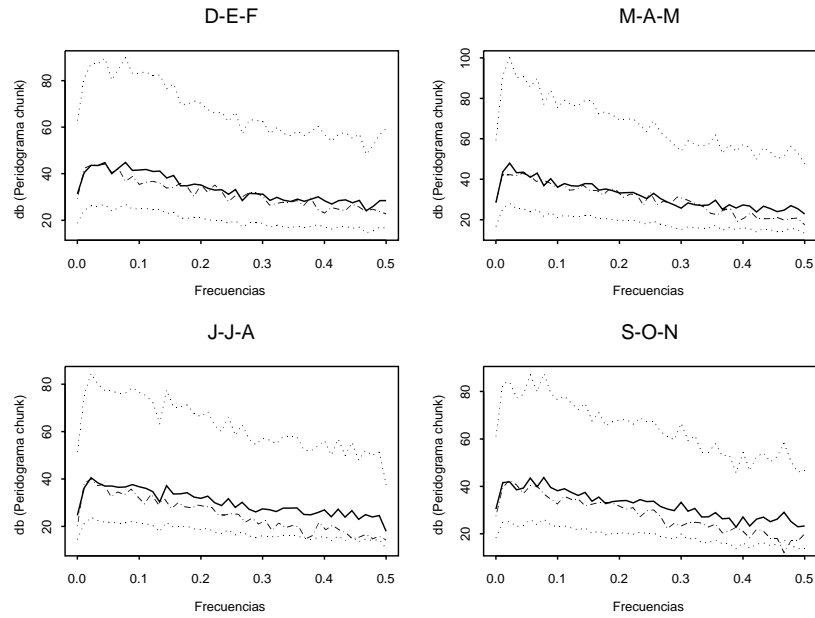 D-E-F
db (Peridograma chunk)
80
60
40
20
0.0 0.1 0.2 0.3 0.4 0.5
Frecuencias
M-A-M
db (Peridograma chunk)
100
80
60
40
20
0.0 0.1 0.2 0.3 0.4 0.5
Frecuencias
J-J-A
db (Peridograma chunk)
80
60
40
20
0.0 0.1 0.2 0.3 0.4 0.5
Frecuencias
S-O-N
db (Peridograma chunk)
80
60
40
20
0.0 0.1 0.2 0.3 0.4 0.5
Frecuencias